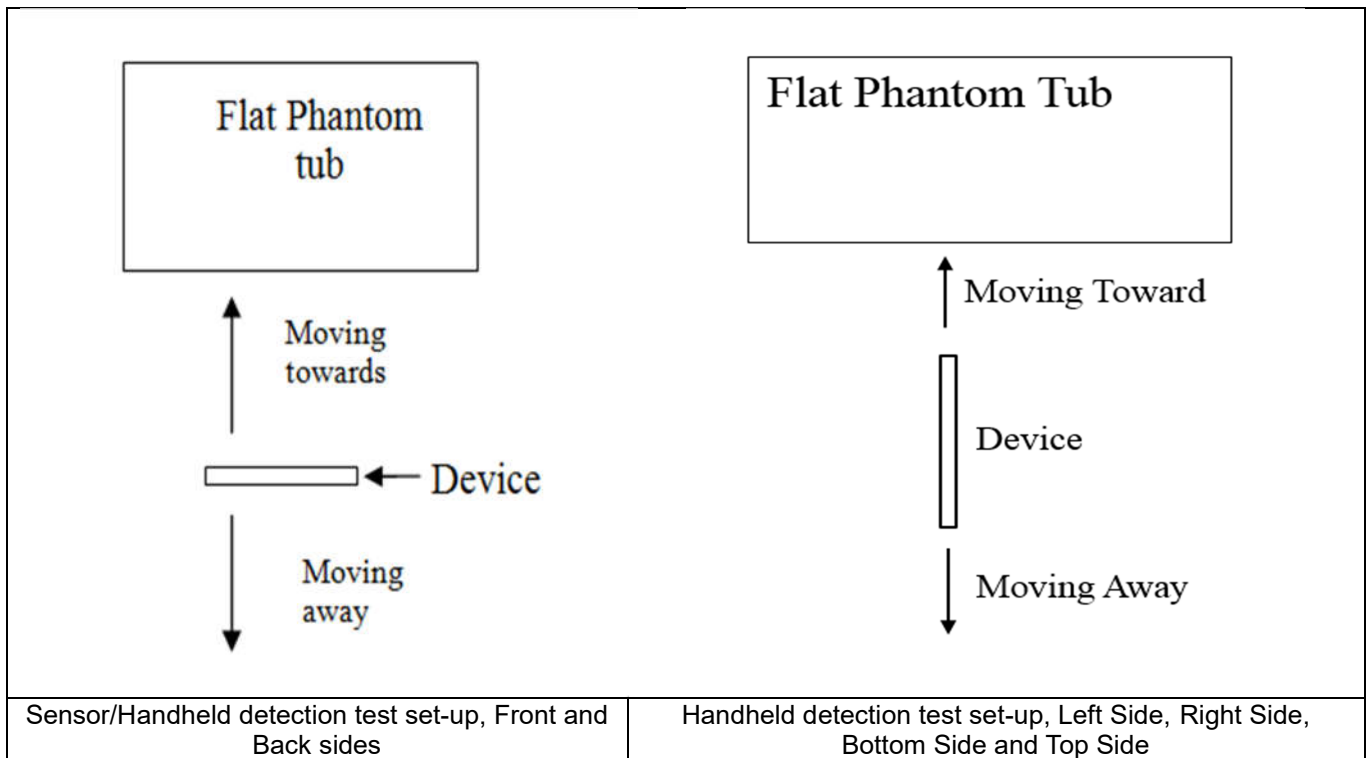 Flat Phantom
tub
Moving
towards
Device
Moving
away
Flat Phantom Tub
Moving Toward
Device
Moving Away
Sensor/Handheld detection test set-up, Front and
Back sides
Handheld detection test set-up, Left Side, Right Side,
Bottom Side and Top Side